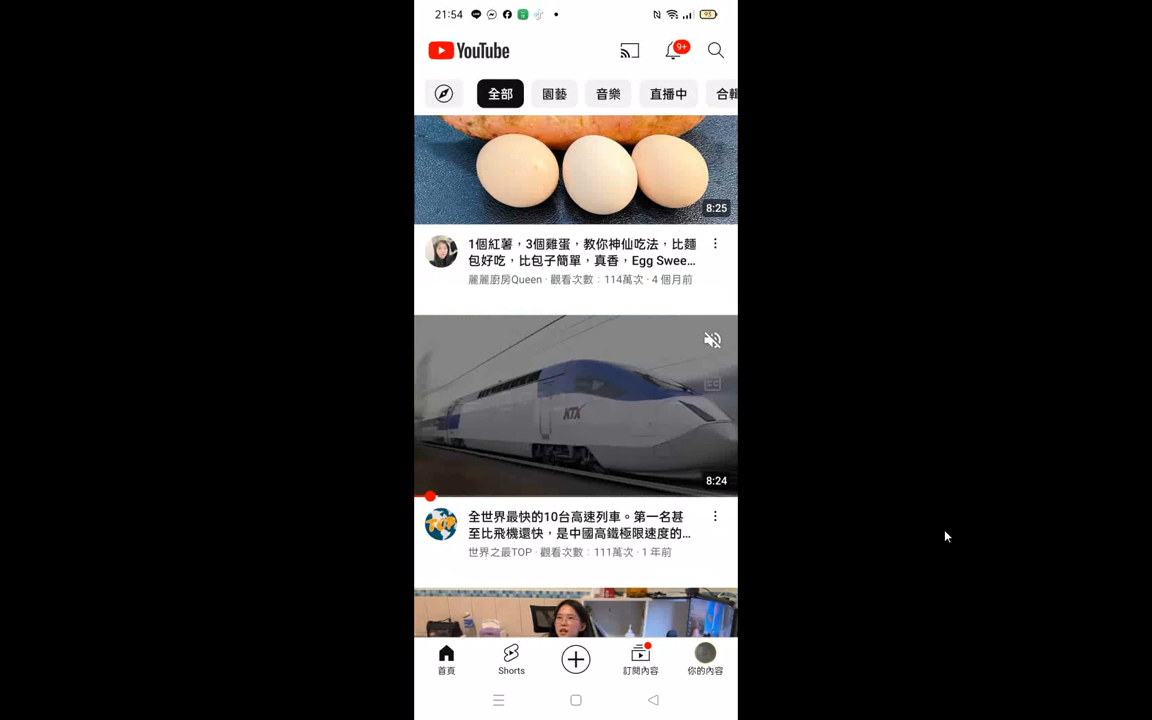 21:54
95
YouTube
9+
全部
園藝
音樂
直播中
8:25
1個紅薯，3個雞蛋，教你神仙吃法，比麵
包好吃，比包子簡單，真香，Egg Swee...
麗麗廚房Queen · 觀看次數：114萬次 · 4 個月前
KTX
CC
8:24
TOP
全世界最快的10台高速列車。第一名甚
至比飛機還快，是中國高鐵極限速度的...
世界之最TOP · 觀看次數：111萬次 · 1 年前
首頁
Shorts
訂閱內容
你的內容